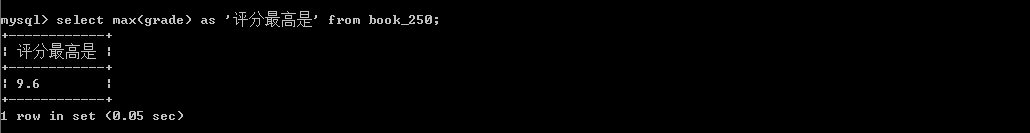 mysql> select max(grade) as '评分最高是' from book_250;
+------------+
¦ 评分最高是 ¦
+------------+
¦ 9.6        ¦
+------------+
1 row in set (0.05 sec)